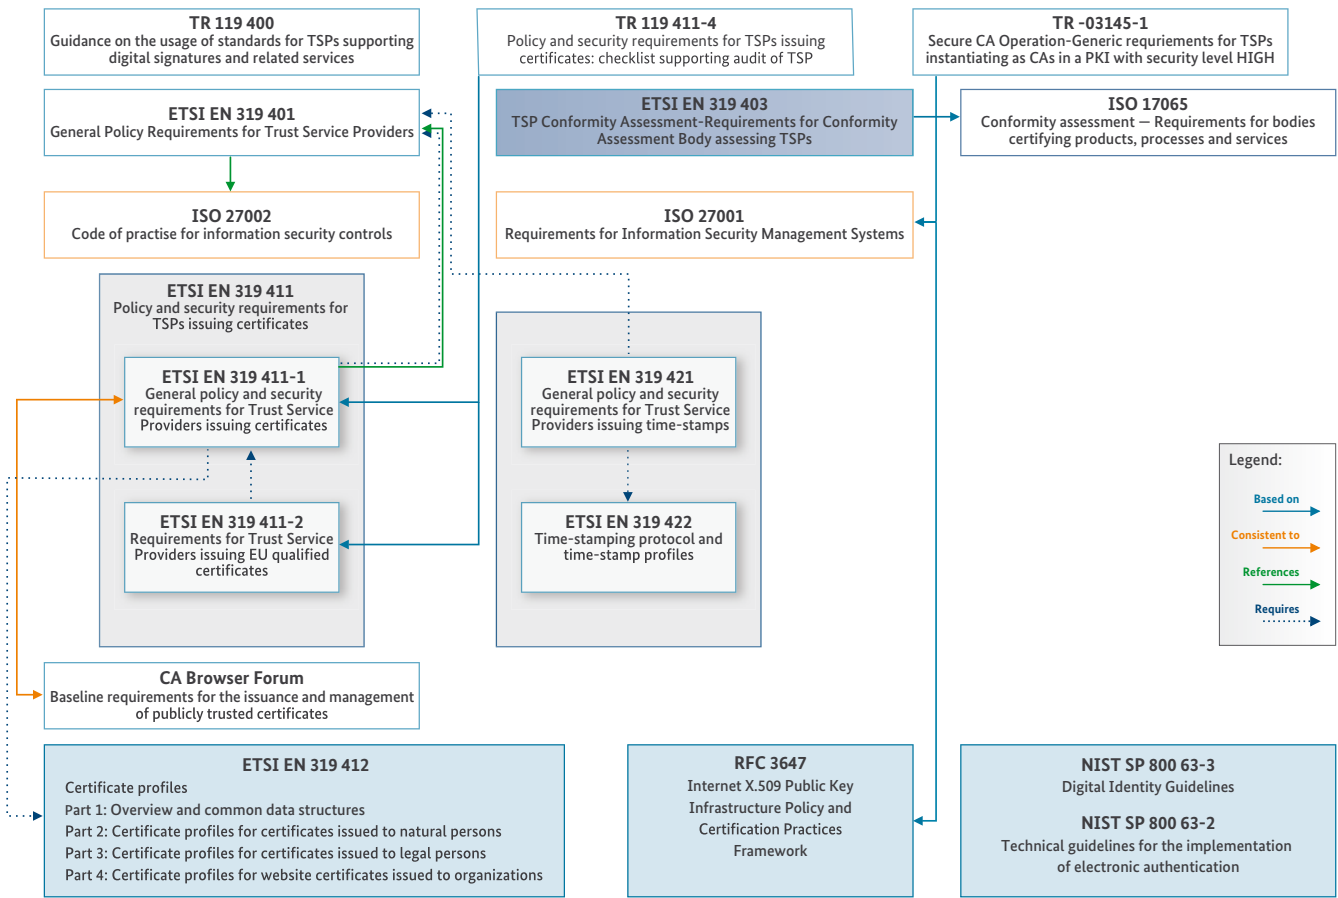 TR 119 400
Guidance on the usage of standards for TSPs supporting
digital signatures and related services
TR 119 411-4
Policy and security requirements for TSPs issuing
certificates: checklist supporting audit of TSP
TR -03145-1
Secure CA Operation-Generic requriements for TSPs
instantiating as CAs in a PKI with security level HIGH
ETSI EN 319 401
General Policy Requirements for Trust Service Providers
ETSI EN 319 403
TSP Conformity Assessment-Requirements for Conformity
Assessment Body assessing TSPs
ISO 17065
Conformity assessment — Requirements for bodies
certifying products, processes and services
ISO 27002
Code of practise for information security controls
ISO 27001
Requirements for Information Security Management Systems
ETSI EN 319 411
Policy and security requirements for
TSPs issuing certificates
ETSI EN 319 411-1
General policy and security
requirements for Trust Service
Providers issuing certificates
ETSI EN 319 411-2
Requirements for Trust Service
Providers issuing EU qualified
certificates
ETSI EN 319 421
General policy and security
requirements for Trust Service
Providers issuing time-stamps
ETSI EN 319 422
Time-stamping protocol and
time-stamp profiles
Legend:
Based on
Consistent to
References
Requires
CA Browser Forum
Baseline requirements for the issuance and management
of publicly trusted certificates
ETSI EN 319 412
Certificate profiles
Part 1: Overview and common data structures
Part 2: Certificate profiles for certificates issued to natural persons
Part 3: Certificate profiles for certificates issued to legal persons
Part 4: Certificate profiles for website certificates issued to organizations
RFC 3647
Internet X.509 Public Key
Infrastructure Policy and
Certification Practices
Framework
NIST SP 800 63-3
Digital Identity Guidelines
NIST SP 800 63-2
Technical guidelines for the implementation
of electronic authentication